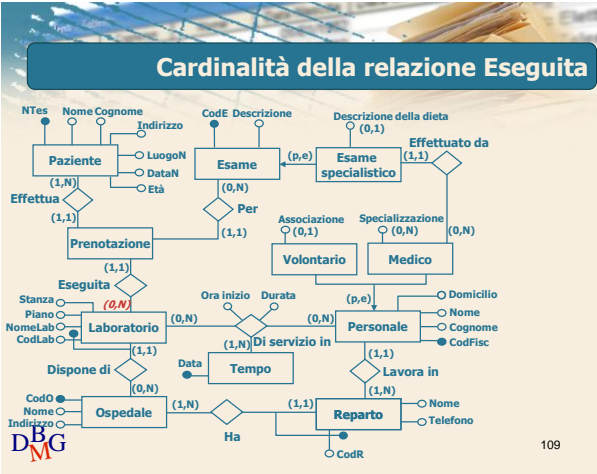 Cardinalità della relazione Eseguita
NTes Nome Cognome
Indirizzo
Paziente
LuogoN
DataN
Età
(1,N)
Effettua
(1,1)
Prenotazione
CodE Descrizione
Esame
(0,N)
Per
(1,1)
(p,e)
Descrizione della dieta
(0,1)
Esame
specialistico
(1,1)
Effettuato da
(0,N)
Associazione
(0,1)
Volontario
Specializzazione
(0,N)
Medico
(p,e)
(1,1)
Eseguita
(0,N)
Stanza
Piano
NomeLab
CodLab
Laboratorio
(0,N)
Ora inizio Durata
Di servizio in
(0,N)
(1,N)
Data
Tempo
Personale
Domicilio
Nome
Cognome
CodFisc
(1,1)
Dispone di
(0,N)
(1,1)
Lavora in
(1,N)
CodO
Nome
Indirizzo
Ospedale
(1,N)
Ha
(1,1)
Reparto
Nome
Telefono
CodR
DBMG
109